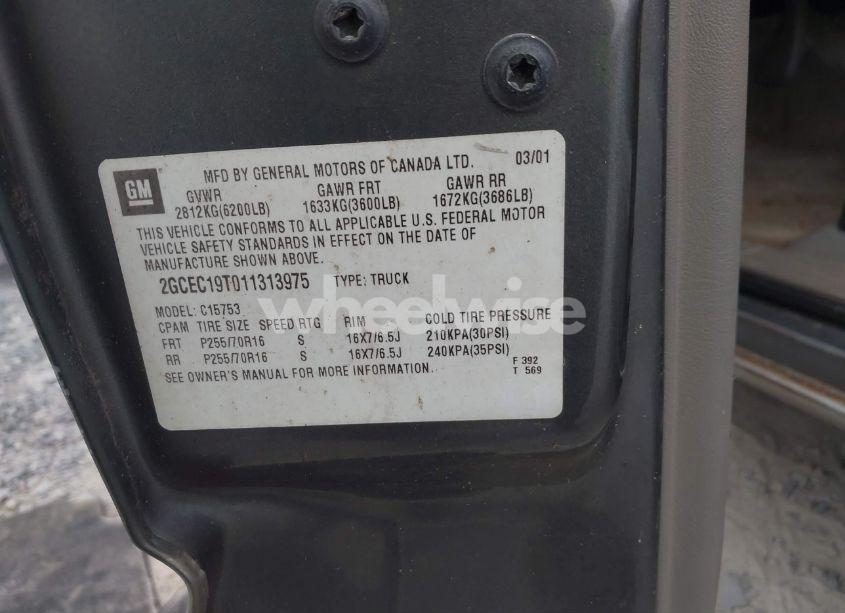 GM
MFD BY GENERAL MOTORS OF CANADA LTD. 03/01
GVWR GAWR FRT GAWR RR
2812KG(6200LB) 1633KG(3600LB) 1672KG(3686LB)
THIS VEHICLE CONFORMS TO ALL APPLICABLE U.S. FEDERAL MOTOR
VEHICLE SAFETY STANDARDS IN EFFECT ON THE DATE OF
MANUFACTURE SHOWN ABOVE.
2GCEC19T011313975 TYPE: TRUCK
wheelwise
MODEL: C15753
CPAM TIRE SIZE SPEED RTG RIM COLD TIRE PRESSURE
FRT P255/70R16 S 16X7/6.5J 210KPA(30PSI)
RR P255/70R16 S 16X7/6.5J 240KPA(35PSI)
SEE OWNER'S MANUAL FOR MORE INFORMATION.
F 392
T 569